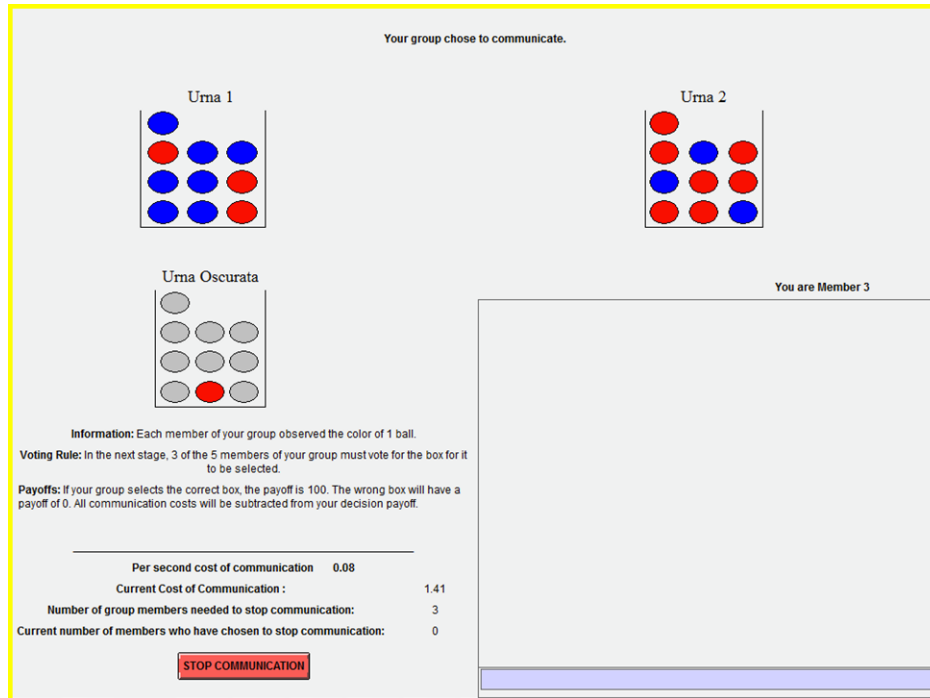 Your group chose to communicate.
Urna 1
Urna 2
Urna Oscurata
You are Member 3
Information: Each member of your group observed the color of 1 ball.
Voting Rule: In the next stage, 3 of the 5 members of your group must vote for the box for it
to be selected.
Payoffs: If your group selects the correct box, the payoff is 100. The wrong box will have a
payoff of 0. All communication costs will be subtracted from your decision payoff.
Per second cost of communication 0.08
Current Cost of Communication : 1.41
Number of group members needed to stop communication: 3
Current number of members who have chosen to stop communication: 0
STOP COMMUNICATION